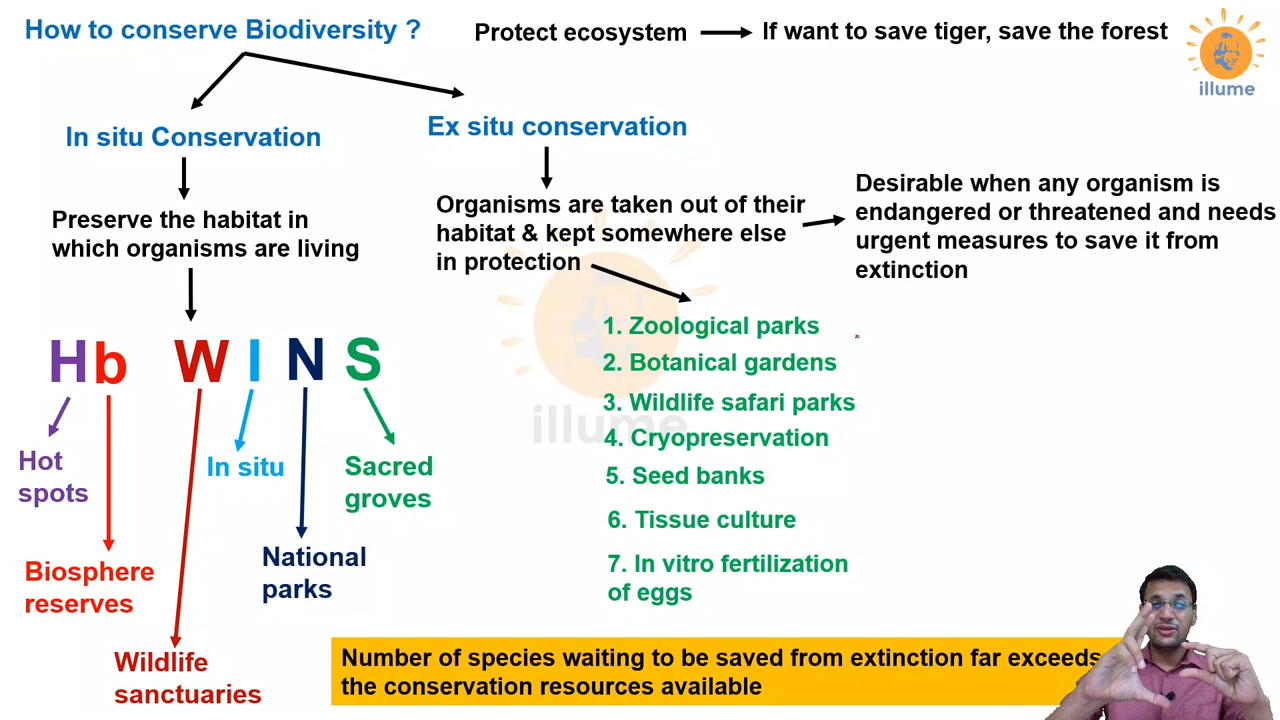 How to conserve Biodiversity ?
Protect ecosystem
If want to save tiger, save the forest
illume
In situ Conservation
Ex situ conservation
Preserve the habitat in
which organisms are living
Organisms are taken out of their
habitat & kept somewhere else
in protection
Desirable when any organism is
endangered or threatened and needs
urgent measures to save it from
extinction
Hb WINS
Hot
spots
Biosphere
reserves
Wildlife
sanctuaries
In situ
National
parks
Sacred
groves
1. Zoological parks
2. Botanical gardens
3. Wildlife safari parks
4. Cryopreservation
5. Seed banks
6. Tissue culture
7. In vitro fertilization
of eggs
illume
Number of species waiting to be saved from extinction far exceeds
the conservation resources available